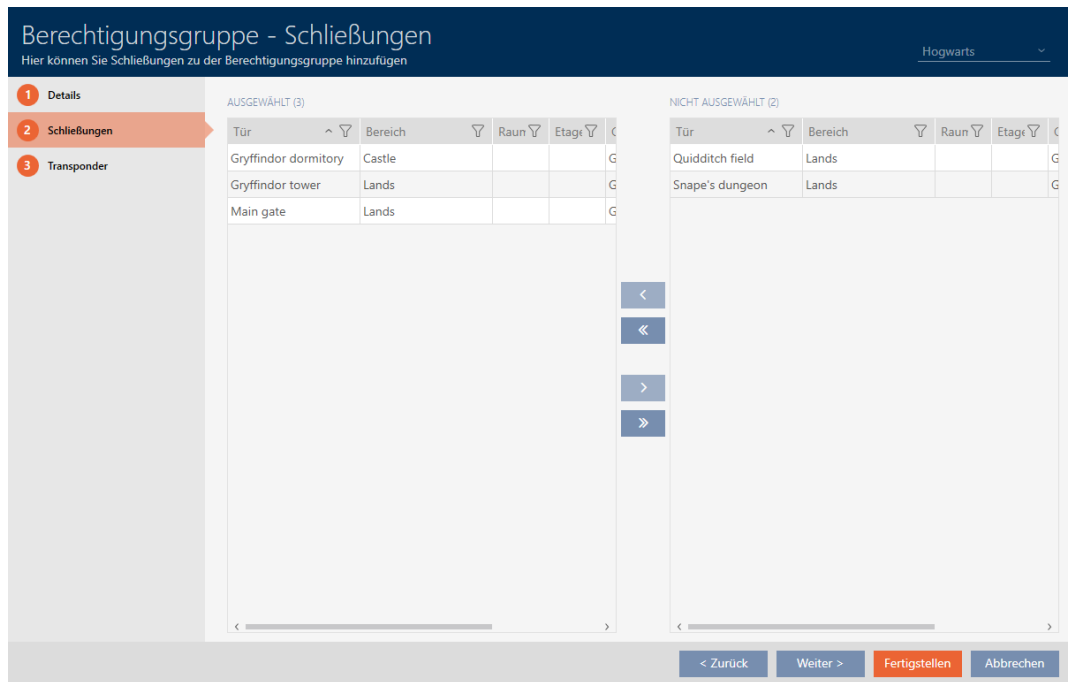 Berechtigungsgruppe - Schließungen
Hier können Sie Schließungen zu der Berechtigungsgruppe hinzufügen
Hogwarts
1 Details
2 Schließungen
3 Transponder
AUSGEWÄHLT (3)
Tür Bereich Raun Etage
Gryffindor dormitory Castle G
Gryffindor tower Lands G
Main gate Lands G
NICHT AUSGEWÄHLT (2)
Tür Bereich Raun Etage
Quidditch field Lands G
Snape's dungeon Lands G
< Zurück Weiter > Fertigstellen Abbrechen